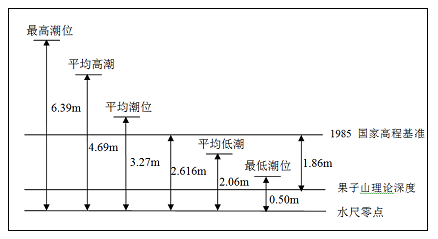 最高潮位
平均高潮
6.39m
平均潮位
4.69m
3.27m
1985 国家高程基准
2.616m
平均低潮
2.06m
最低潮位
0.50m
1.86m
果子山理论深度
水尺零点